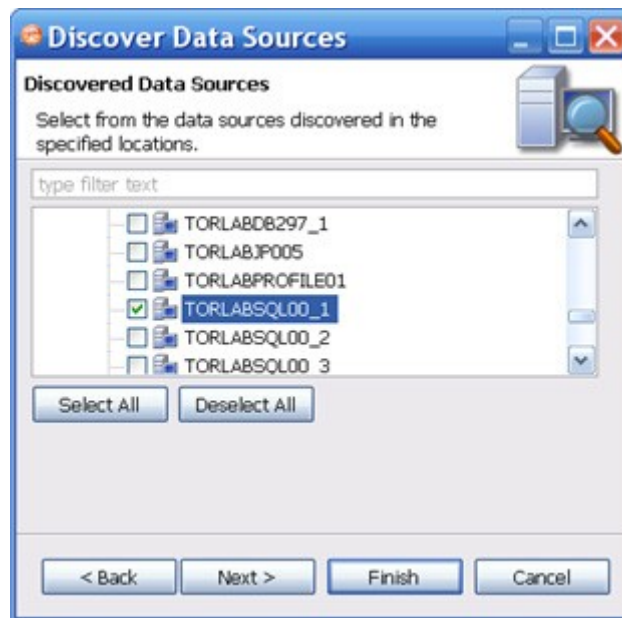 Discover Data Sources
Discovered Data Sources
Select from the data sources discovered in the
specified locations.
type filter text
TORLABDB297_1
TORLABJP005
TORLABPROFILE01
TORLABSQL00_1
TORLABSQL00_2
TORLABSQL00_3
Select All
Deselect All
< Back
Next >
Finish
Cancel